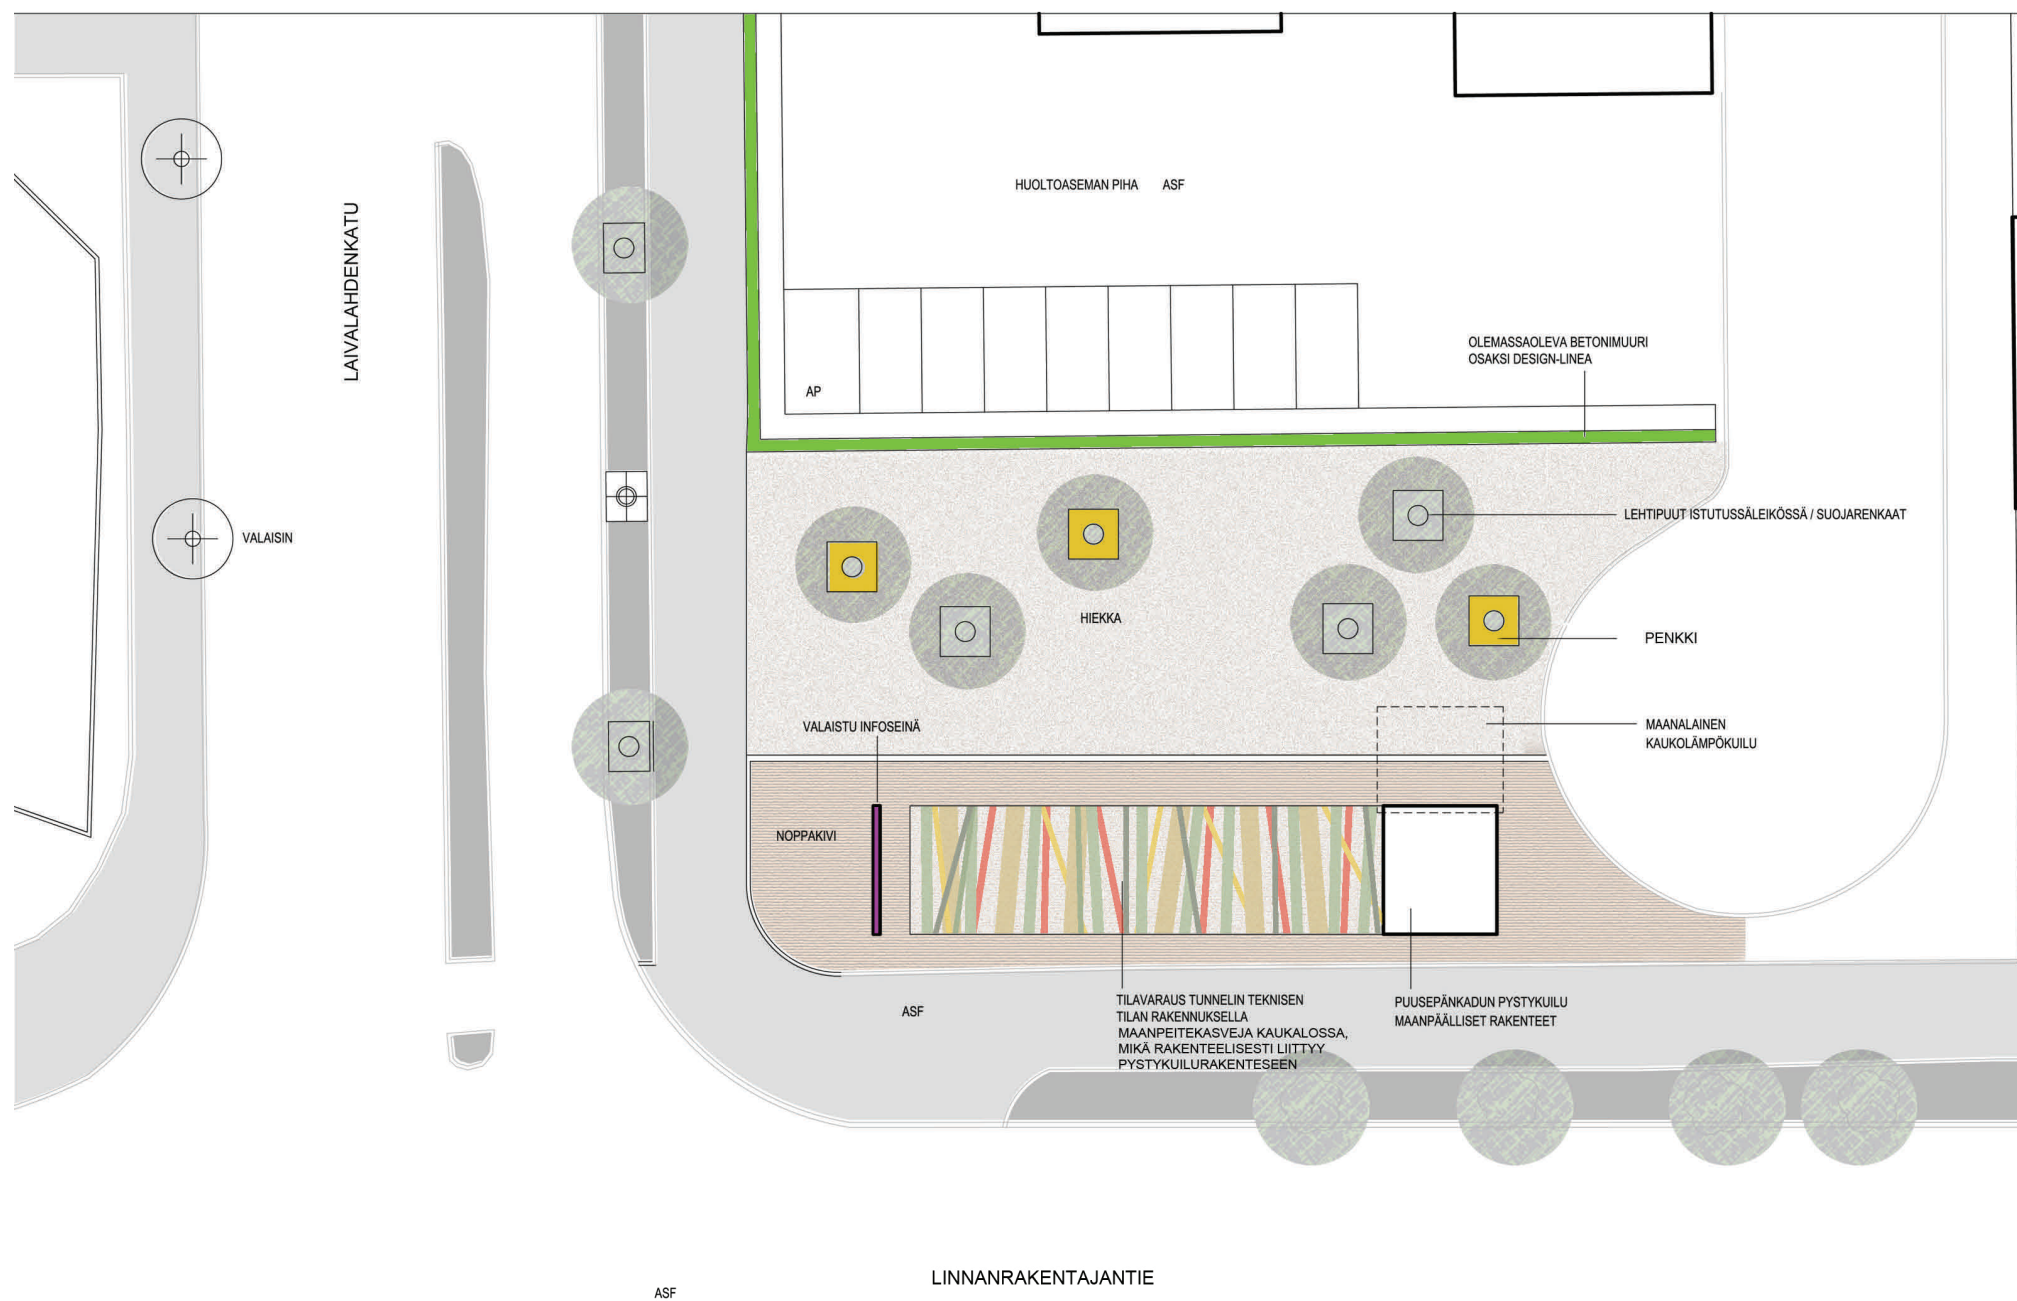 HUOLTOASEMAN PIHA ASF
LAIVALAHDENKATU
OLEMASSAOLEVA BETONIMUURI
OSAKSI DESIGN-LINEA
AP
LEHTIPUUT ISTUTUSSÄLEIKÖSSÄ / SUOJARENKAAT
VALAISIN
HIEKKA
PENKKI
VALAISTU INFOSEINÄ
MAANALAINEN
KAUKOLÄMPÖKUILU
NOPPAKIVI
ASF
TILAVARAUS TUNNELIN TEKNISEN
TILAN RAKENNUKSELLA
MAANPEITEKASVEJA KAUKALOSSA,
MIKÄ RAKENTEELISESTI LIITTYY
PYSTYKUILURAKENTESEEN
PUUSEPÄNKADUN PYSTYKUILU
MAANPÄÄLLISET RAKENTEET
LINNANRAKENTAJANTIE
ASF